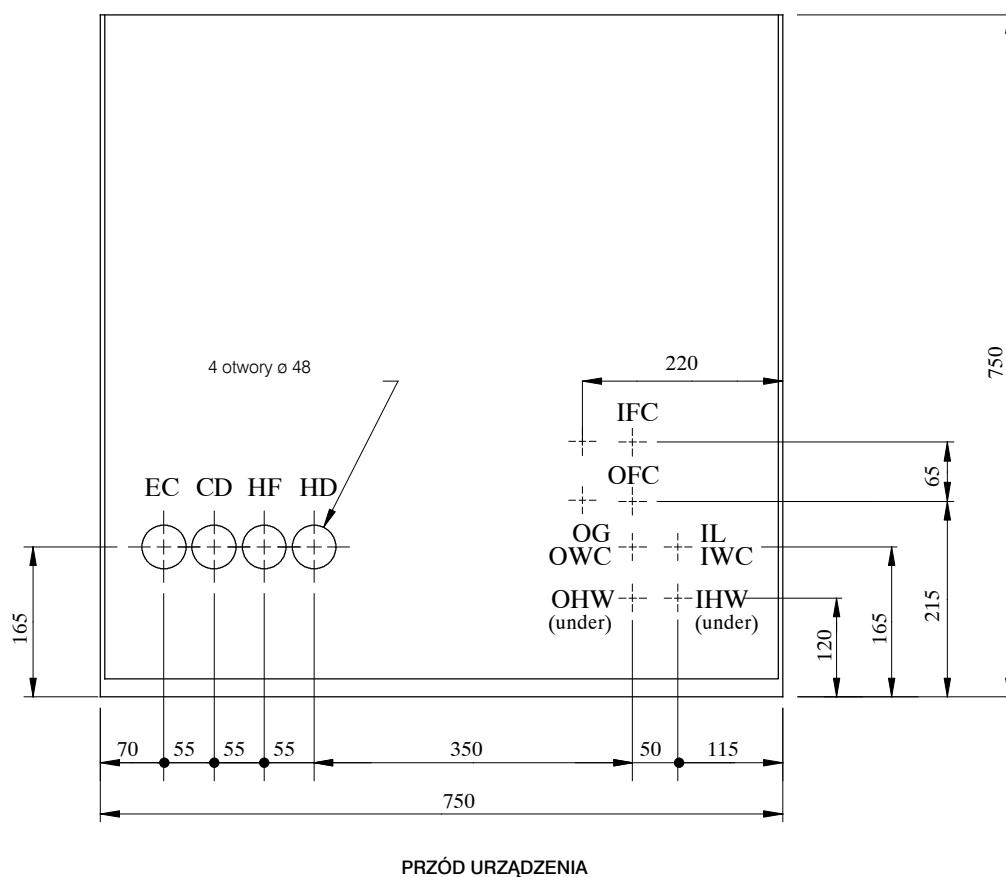 4 otwory ø 48
220
750
IFC
65
OFC
EC CD HF HD
OG IL
OWC IWC
OHW IHW
(under) (under)
165
120
165
215
70 55 55 55 350 50 115
750
PRZÓD URZĄDZENIA